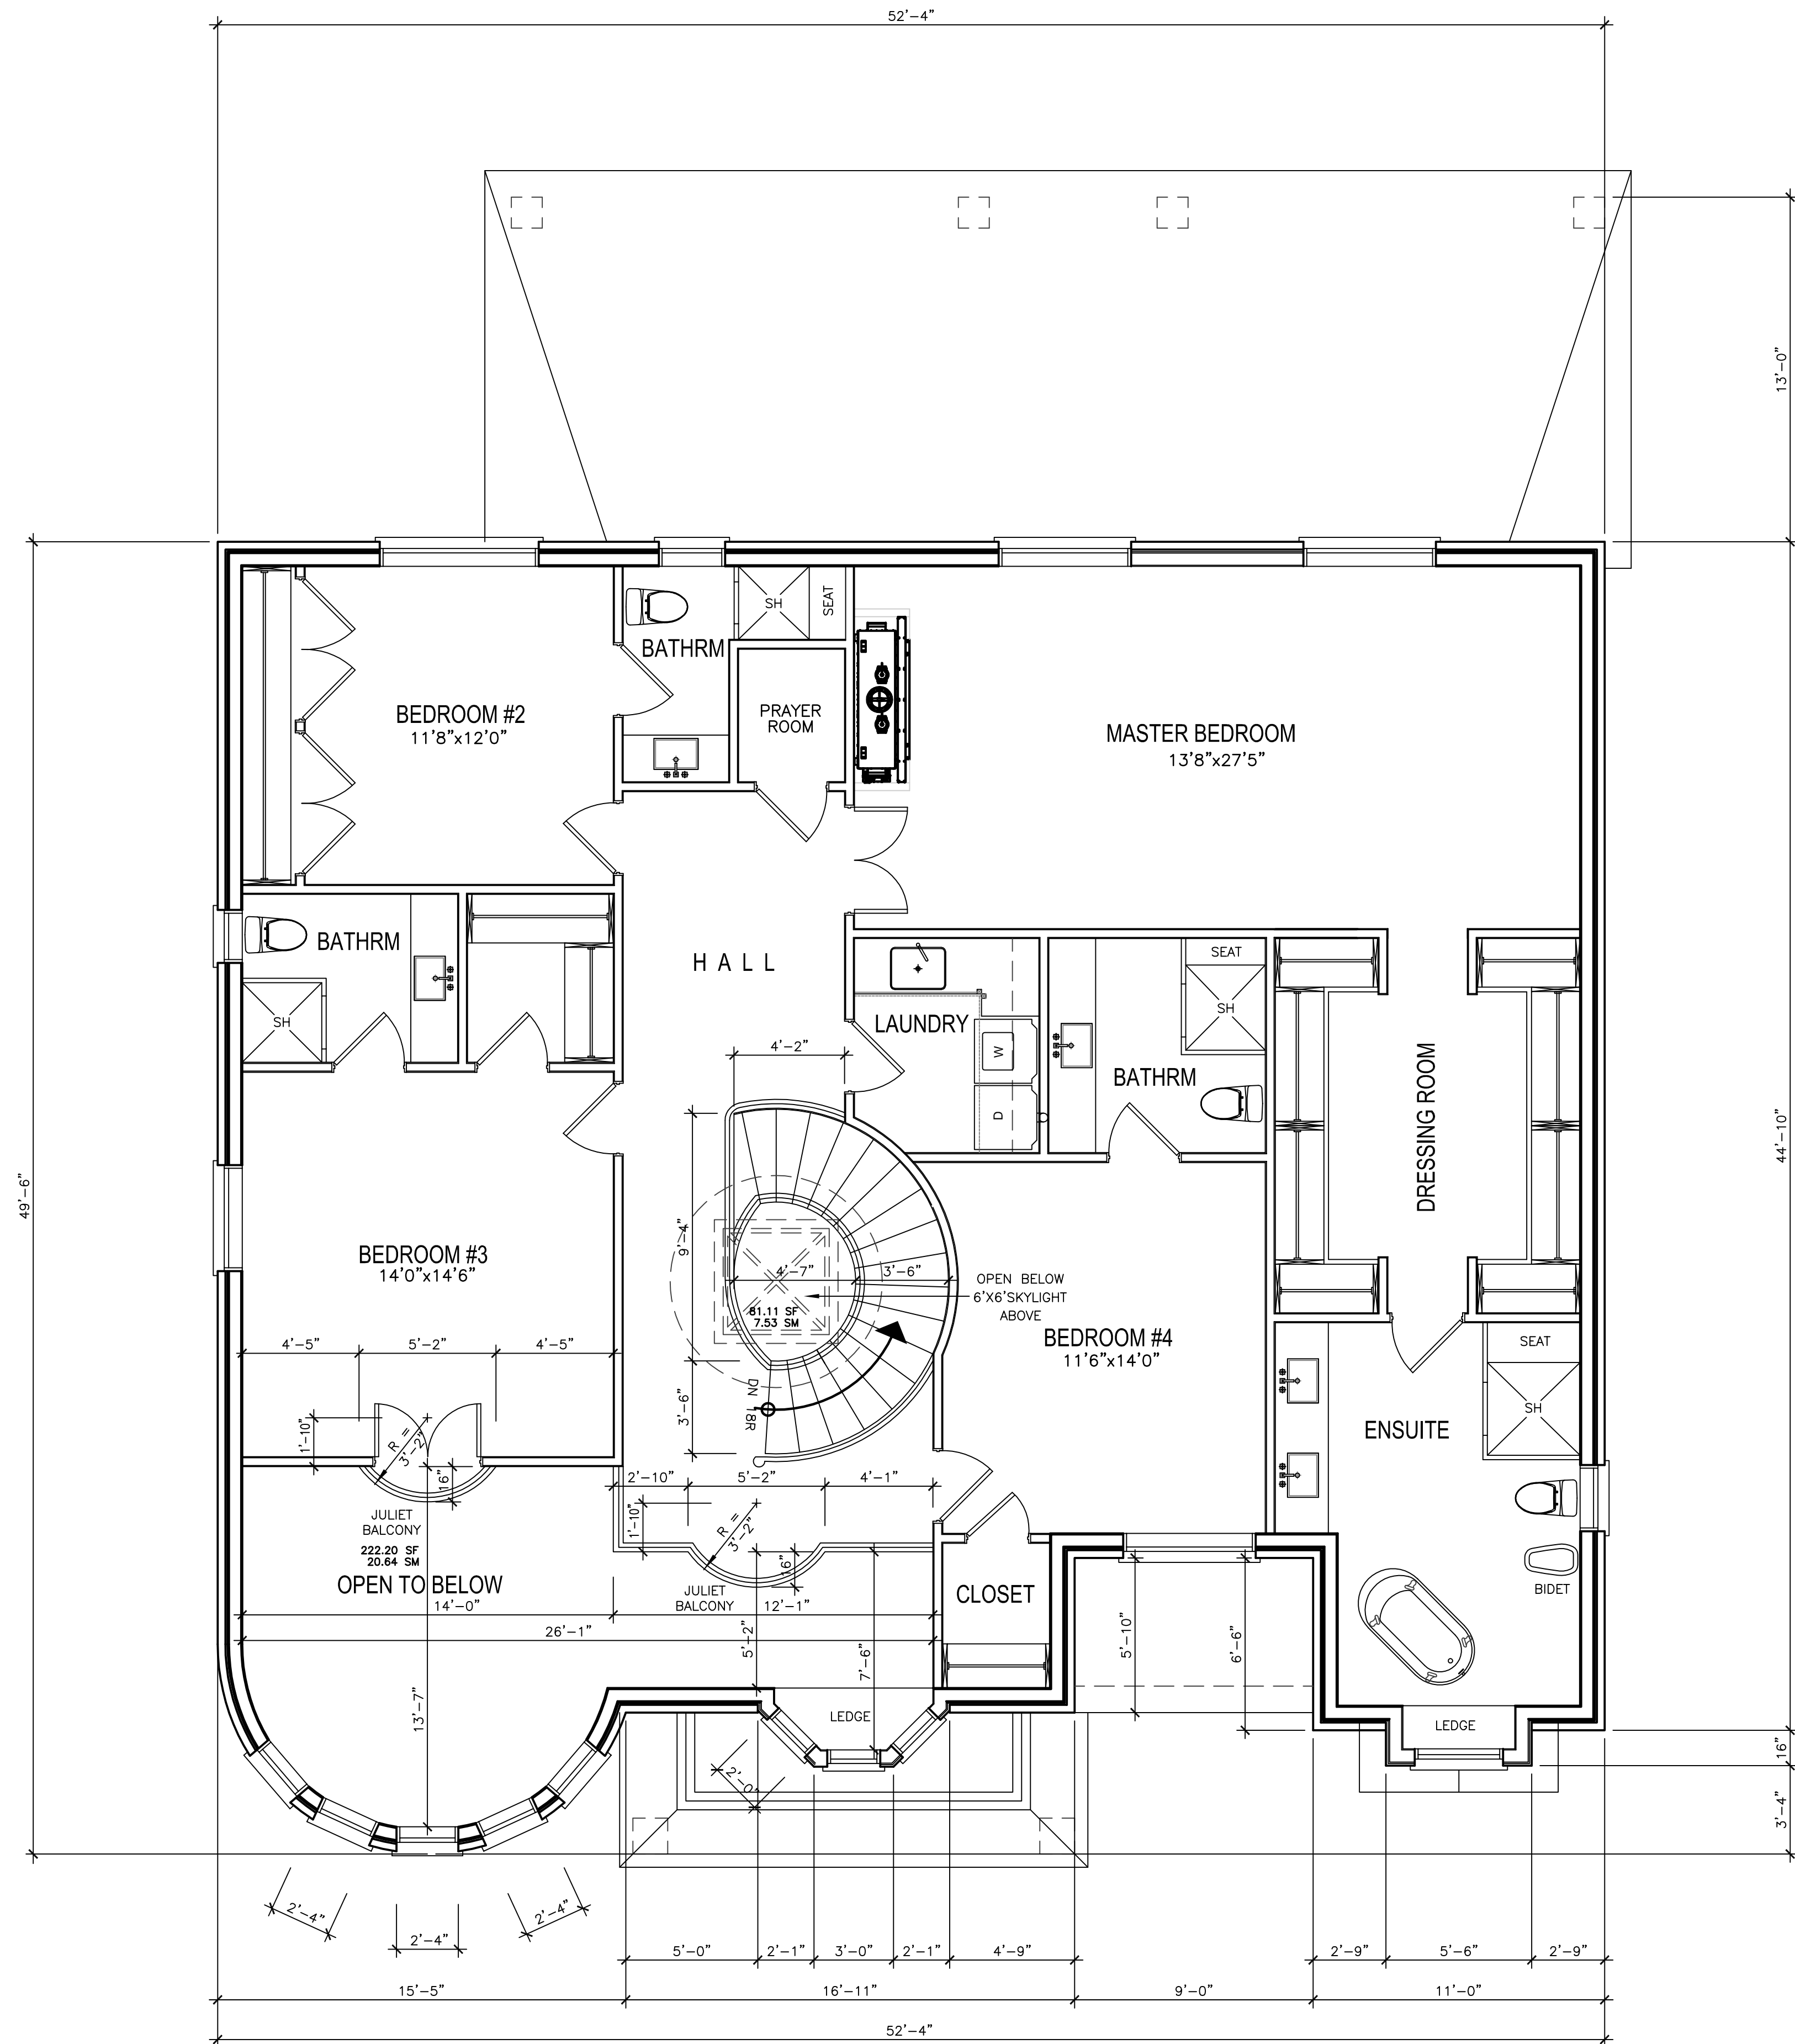 52'-4"
13'-0"
SH
SEAT
BATHRM
BEDROOM #2
11'8"x12'0"
PRAYER
ROOM
MASTER BEDROOM
13'8"x27'5"
BATHRM
SH
HALL
LAUNDRY
W
D
SEAT
SH
BATHRM
DRESSING ROOM
4'-2"
49'-6"
44'-10"
9'-4"
BEDROOM #3
14'0"x14'6"
4'-7"
3'-6"
81.11 SF
7.53 SM
OPEN BELOW
6'X6'SKYLIGHT
ABOVE
BEDROOM #4
11'6"x14'0"
4'-5"
5'-2"
4'-5"
3'-6"
DN 18R
SEAT
SH
ENSUITE
1'-10"
R =
3'-2"
16"
2'-10"
5'-2"
4'-1"
1'-10"
R =
3'-2"
16"
JULIET
BALCONY
222.20 SF
20.64 SM
OPEN TO BELOW
14'-0"
JULIET
BALCONY
12'-1"
26'-1"
5'-2"
7'-6"
13'-7"
CLOSET
5'-10"
6'-6"
BIDET
LEDGE
LEDGE
2'-0"
16"
3'-4"
2'-4"
2'-4"
2'-4"
5'-0"
2'-1"
3'-0"
2'-1"
4'-9"
2'-9"
5'-6"
2'-9"
15'-5"
16'-11"
9'-0"
11'-0"
52'-4"